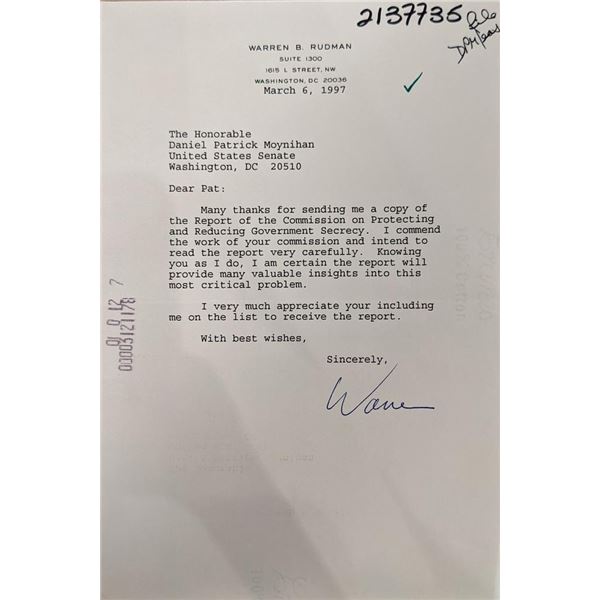 2137735 File
WARREN B. RUDMAN
SUITE 1300
1615 L STREET, NW
WASHINGTON, DC 20036
March 6, 1997
The Honorable
Daniel Patrick Moynihan
United States Senate
Washington, DC 20510
Dear Pat:
Many thanks for sending me a copy of
the Report of the Commission on Protecting
and Reducing Government Secrecy. I commend
the work of your commission and intend to
read the report very carefully. Knowing
you as I do, I am certain the report will
provide many valuable insights into this
most critical problem.
I very much appreciate your including
me on the list to receive the report.
With best wishes,
Sincerely,
Warren
00003121178